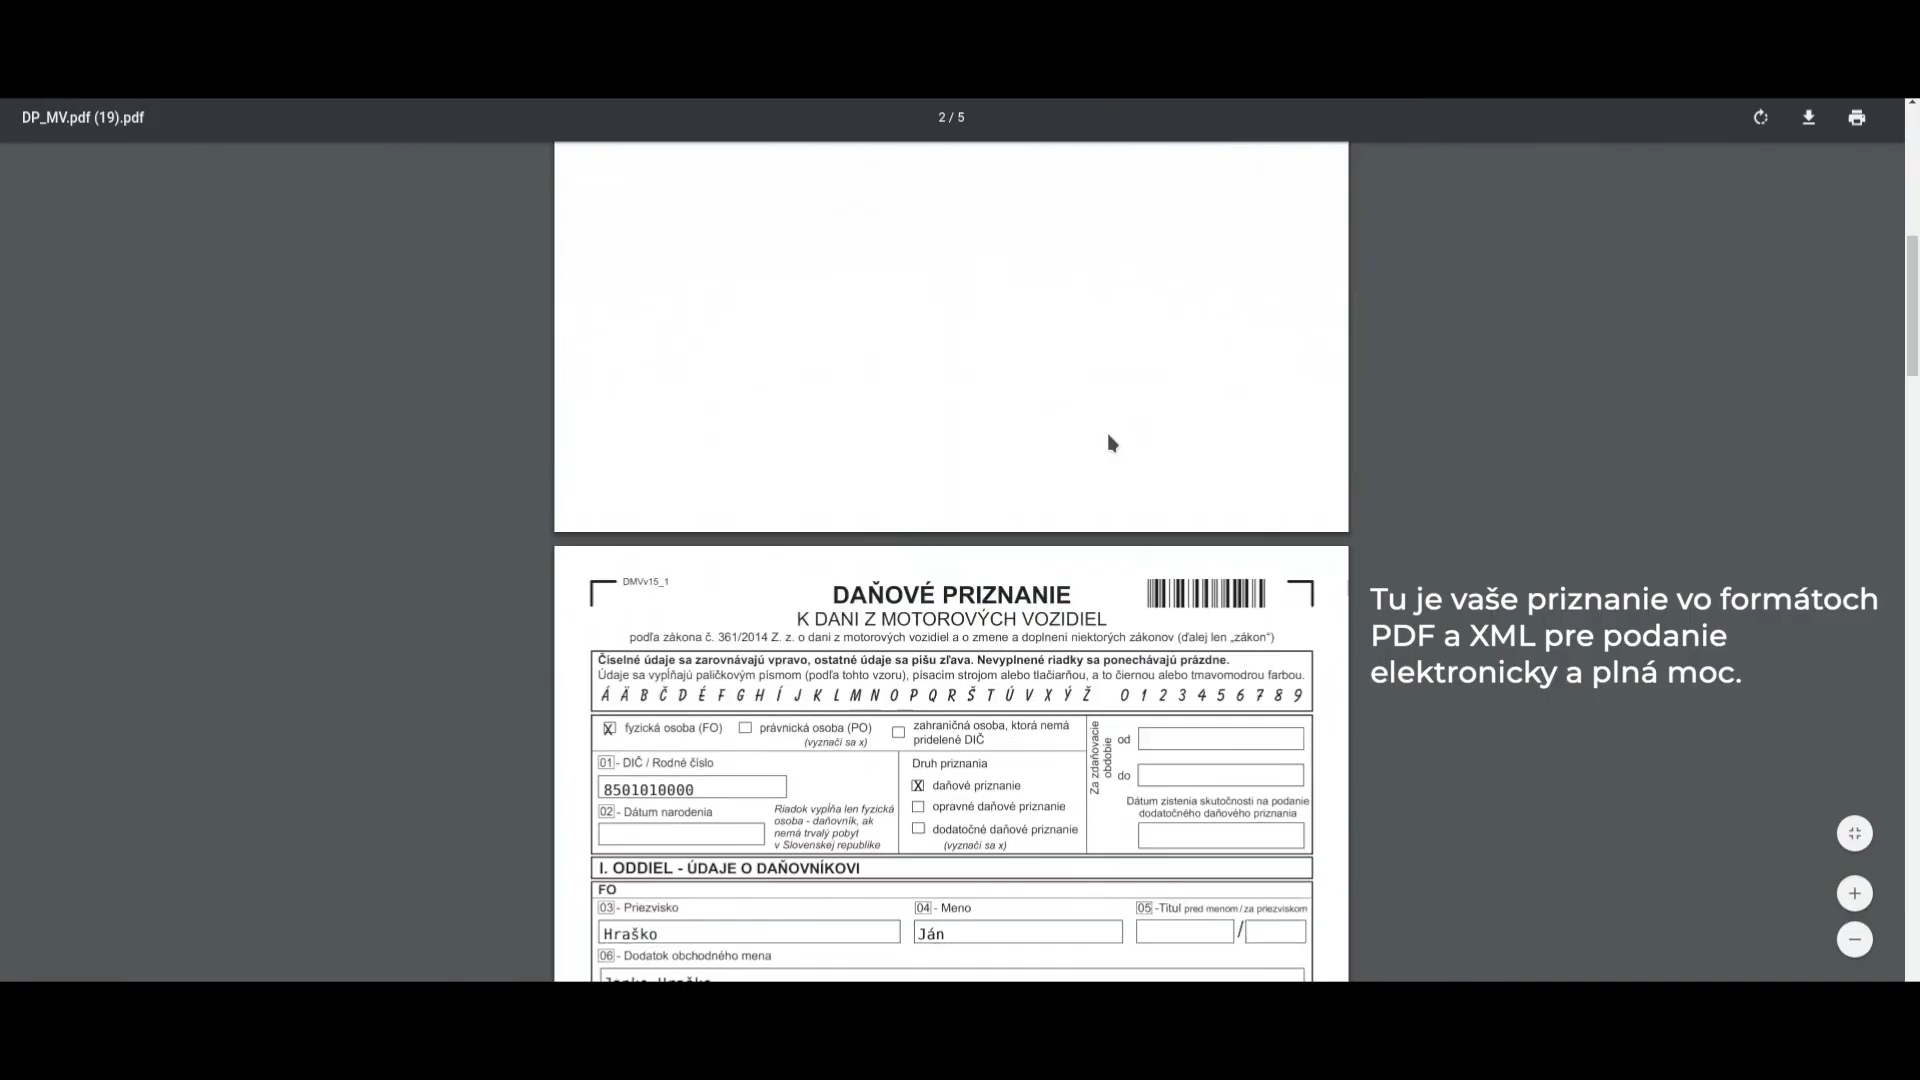 DP_MV.pdf (19).pdf
2 / 5
DMVv15_1
DAŇOVÉ PRIZNANIE
K DANI Z MOTOROVÝCH VOZIDIEL
podľa zákona č. 361/2014 Z. z. o dani z motorových vozidiel a o zmene a doplnení niektorých zákonov (ďalej len „zákon“)
Číselné údaje sa zarovnávajú vpravo, ostatné údaje sa píšu zľava. Nevyplnené riadky sa ponechávajú prázdne.
Údaje sa vypĺňajú paličkovým písmom (podľa tohto vzoru), písacím strojom alebo tlačiarňou, a to čiernou alebo tmavomodrou farbou.
Á Ä B Č D É F G H Í J K L M N O P Q R Š T Ú V X Ý Ž 0 1 2 3 4 5 6 7 8 9
X fyzická osoba (FO)
právnická osoba (PO)
(vyznačí sa x)
zahraničná osoba, ktorá nemá
pridelené DIČ
Za zdaňovacie
obdobie
od
do
01 - DIČ / Rodné číslo
8501010000
02 - Dátum narodenia
Riadok vypĺňa len fyzická
osoba - daňovník, ak
nemá trvalý pobyt
v Slovenskej republike
Druh priznania
X daňové priznanie
opravné daňové priznanie
dodatočné daňové priznanie
(vyznačí sa x)
Dátum zistenia skutočnosti na podanie
dodatočného daňového priznania
I. ODDIEL - ÚDAJE O DAŇOVNÍKOVI
FO
03 - Priezvisko
Hraško
04 - Meno
Ján
05 -Titul pred menom / za priezviskom
/
06 - Dodatok obchodného mena
Tu je vaše priznanie vo formátoch
PDF a XML pre podanie
elektronicky a plná moc.